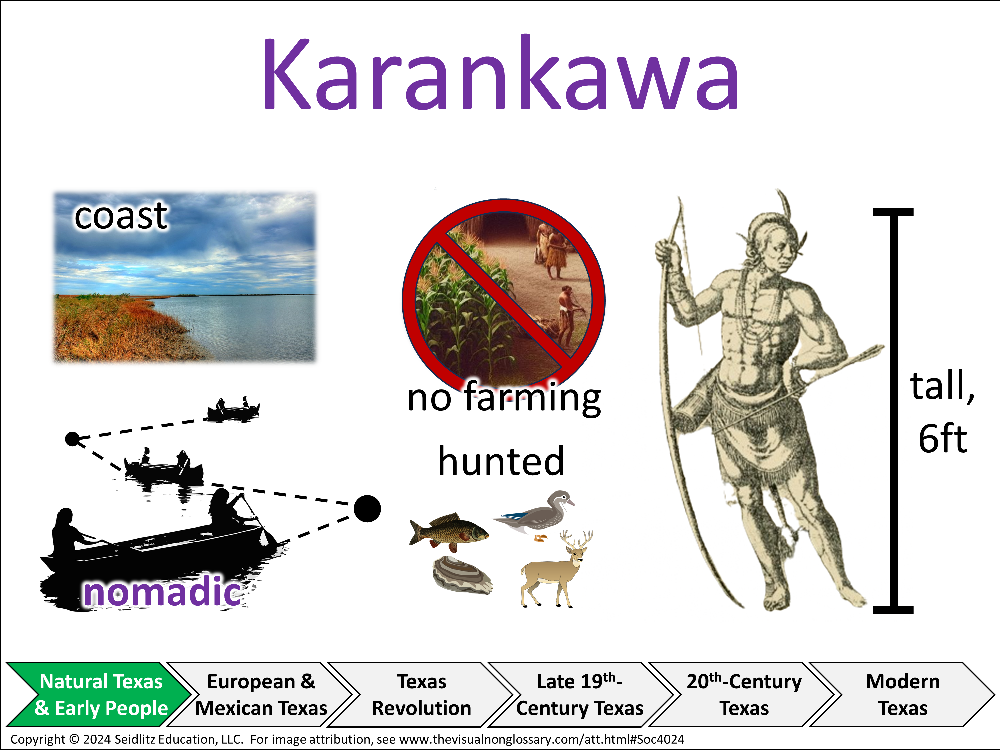 Karankawa
coast
no farming
tall,
6ft
hunted
nomadic
Natural Texas
& Early People
European &
Mexican Texas
Texas
Revolution
Late 19th-
Century Texas
20th-Century
Texas
Modern
Texas
Copyright © 2024 Seidlitz Education, LLC.  For image attribution, see www.thevisualnonglossary.com/att.html#Soc4024